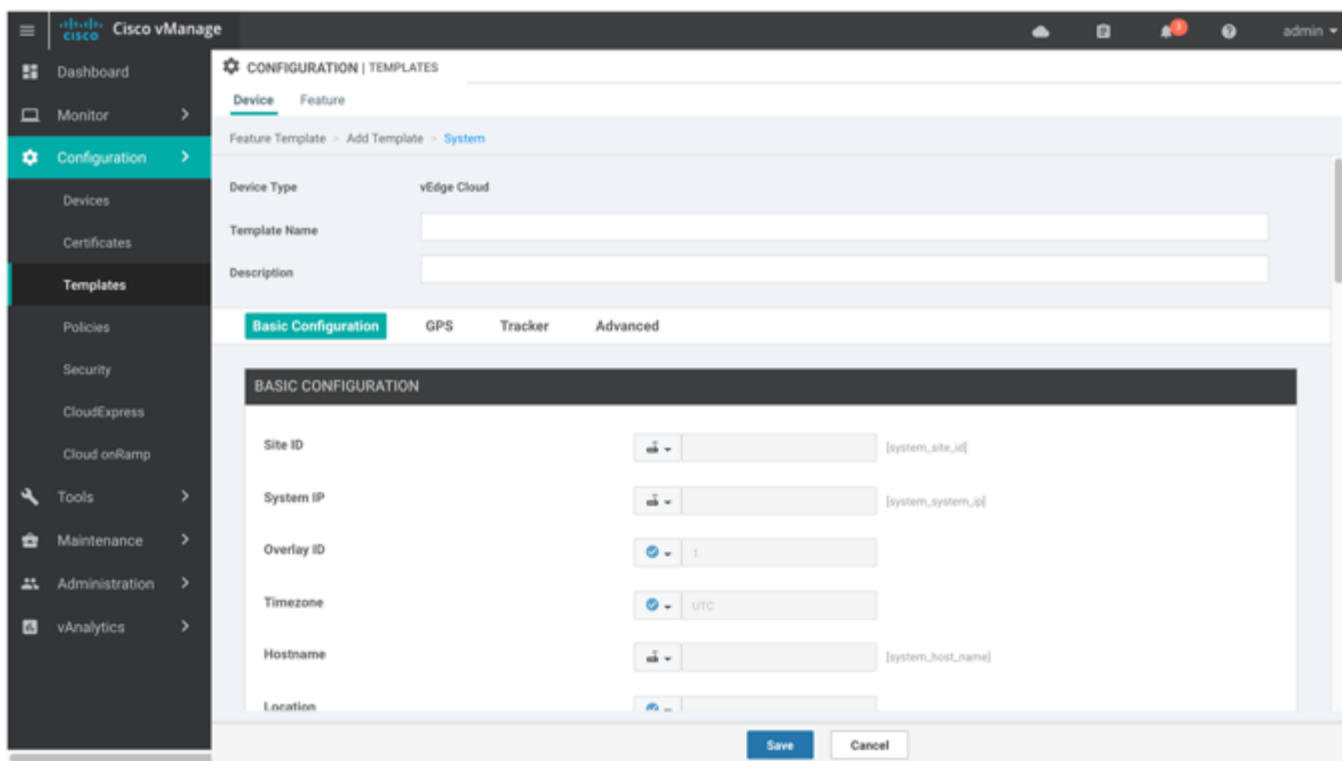 cisco Cisco vManage
3
admin
Dashboard
Monitor
Configuration
Devices
Certificates
Templates
Policies
Security
CloudExpress
Cloud onRamp
Tools
Maintenance
Administration
vAnalytics
CONFIGURATION | TEMPLATES
Device Feature
Feature Template > Add Template > System
Device Type vEdge Cloud
Template Name
Description
Basic Configuration GPS Tracker Advanced
BASIC CONFIGURATION
Site ID [system_site_id]
System IP [system_system_ip]
Overlay ID 1
Timezone UTC
Hostname [system_host_name]
Location
Save Cancel